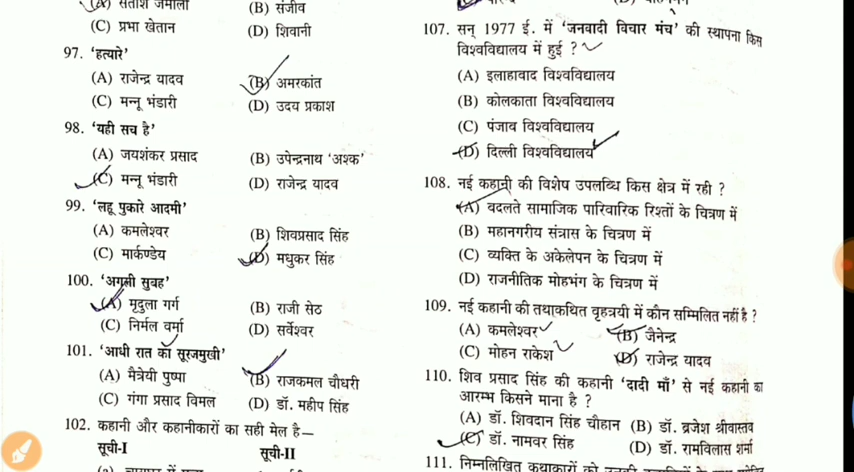 (A) सतीश जमाली
(B) संजीव
(C) प्रभा खेतान
(D) शिवानी
97. 'हत्यारे'
(A) राजेन्द्र यादव
(B) अमरकांत
(C) मन्नू भंडारी
(D) उदय प्रकाश
98. 'यही सच है'
(A) जयशंकर प्रसाद
(B) उपेन्द्रनाथ 'अश्क'
(C) मन्नू भंडारी
(D) राजेन्द्र यादव
99. 'लहू पुकारे आदमी'
(A) कमलेश्वर
(B) शिवप्रसाद सिंह
(C) मार्कण्डेय
(D) मधुकर सिंह
100. 'अगली सुबह'
(A) मृदुला गर्ग
(B) राजी सेठ
(C) निर्मल वर्मा
(D) सर्वेश्वर
101. 'आधी रात का सूरजमुखी'
(A) मैत्रेयी पुष्पा
(B) राजकमल चौधरी
(C) गंगा प्रसाद विमल
(D) डॉ. महीप सिंह
102. कहानी और कहानीकारों का सही मेल है—
सूची-I
सूची-II
107. सन् 1977 ई. में 'जनवादी विचार मंच' की स्थापना किस
विश्वविद्यालय में हुई ?
(A) इलाहाबाद विश्वविद्यालय
(B) कोलकाता विश्वविद्यालय
(C) पंजाब विश्वविद्यालय
(D) दिल्ली विश्वविद्यालय
108. नई कहानी की विशेष उपलब्धि किस क्षेत्र में रही ?
(A) बदलते सामाजिक पारिवारिक रिश्तों के चित्रण में
(B) महानगरीय संत्रास के चित्रण में
(C) व्यक्ति के अकेलेपन के चित्रण में
(D) राजनीतिक मोहभंग के चित्रण में
109. नई कहानी की तथाकथित वृहत्रयी में कौन सम्मिलित नहीं है ?
(A) कमलेश्वर
(B) जैनेन्द्र
(C) मोहन राकेश
(D) राजेन्द्र यादव
110. शिव प्रसाद सिंह की कहानी 'दादी माँ' से नई कहानी का
आरम्भ किसने माना है ?
(A) डॉ. शिवदान सिंह चौहान (B) डॉ. ब्रजेश श्रीवास्तव
(C) डॉ. नामवर सिंह
(D) डॉ. रामविलास शर्मा
111. निम्नलिखित कथाकारों को उनकी